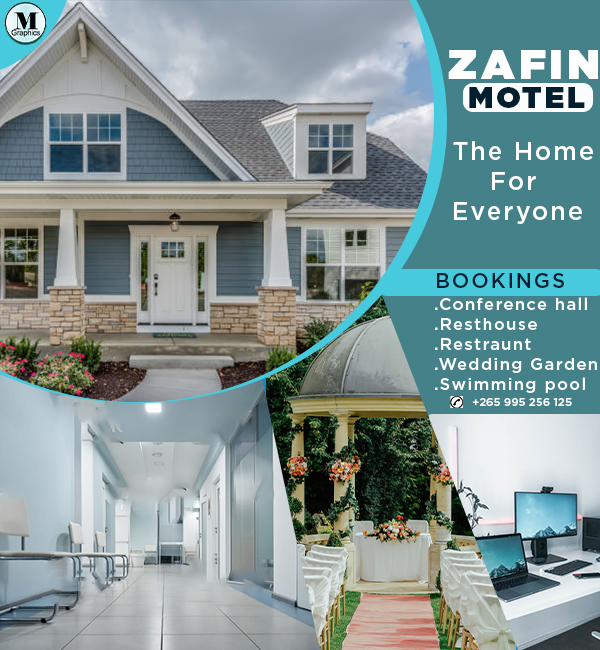 M
Graphics
ZAFIN
MOTEL
The Home
For
Everyone
BOOKINGS
.Conference hall
.Resthouse
.Restraunt
.Wedding Garden
.Swimming pool
+265 995 256 125